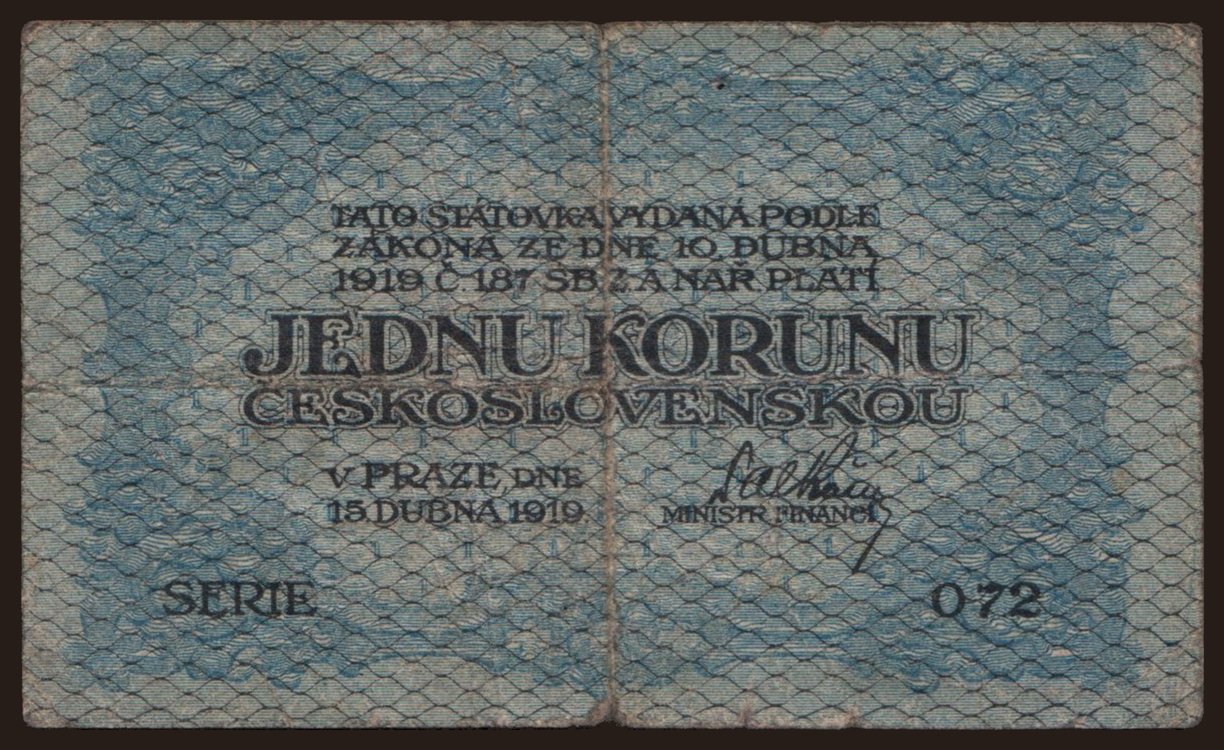 TATO STÁTOVKA VYDANÁ PODLE
ZÁKONA ZE DNE 10. DUBNA
1919 Č. 187 SB Z A NAŘ PLATÍ
JEDNU KORUNU
ČESKOSLOVENSKOU
V PRAZE, DNE
15. DUBNA 1919.
MINISTR FINANCÍ
SERIE 072